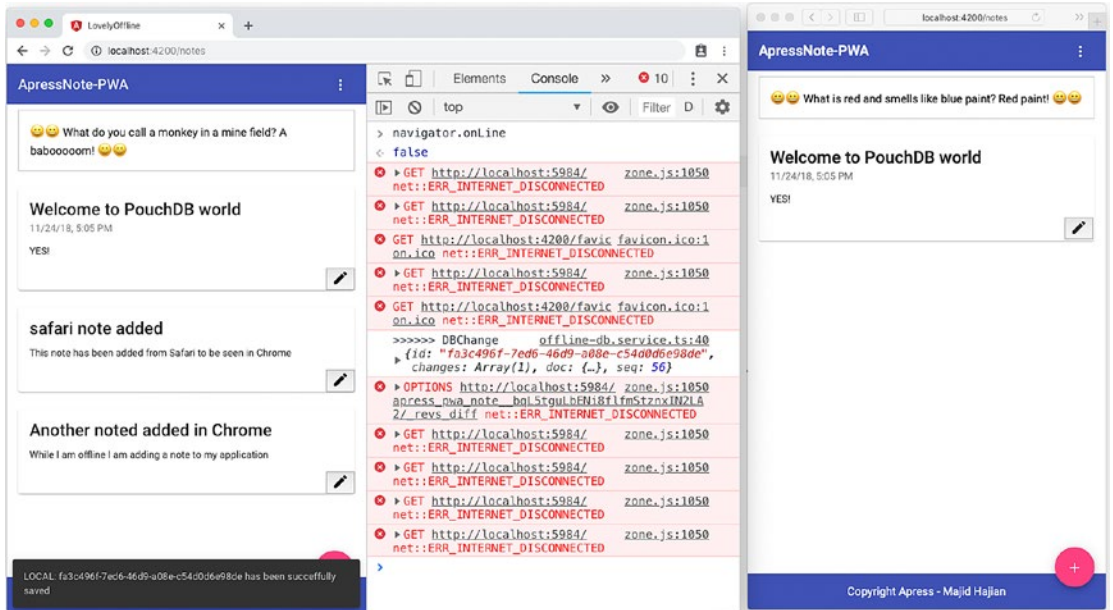 LovelyOffline
localhost:4200/notes
ApressNote-PWA
😀😀 What do you call a monkey in a mine field? A
babooooom! 😀😀
Welcome to PouchDB world
11/24/18, 5:05 PM
YES!
safari note added
This note has been added from Safari to be seen in Chrome
Another noted added in Chrome
While I am offline I am adding a note to my application
LOCAL: fa3c496f-7ed6-46d9-a08e-c54d0d6e98de has been succeffully
saved
Elements Console » 10
top Filter D
> navigator.onLine
false
GET http://localhost:5984/ zone.js:1050
net::ERR_INTERNET_DISCONNECTED
GET http://localhost:5984/ zone.js:1050
net::ERR_INTERNET_DISCONNECTED
GET http://localhost:4200/favic favicon.ico:1
on.ico net::ERR_INTERNET_DISCONNECTED
GET http://localhost:5984/ zone.js:1050
net::ERR_INTERNET_DISCONNECTED
GET http://localhost:4200/favic favicon.ico:1
on.ico net::ERR_INTERNET_DISCONNECTED
>>>>>> DBChange offline-db.service.ts:40
{id: "fa3c496f-7ed6-46d9-a08e-c54d0d6e98de",
changes: Array(1), doc: {…}, seq: 56}
OPTIONS http://localhost:5984/ zone.js:1050
apress_pwa_note__bqL5tguLbENi8flfmStznxIN2LA
2/_revs_diff net::ERR_INTERNET_DISCONNECTED
GET http://localhost:5984/ zone.js:1050
net::ERR_INTERNET_DISCONNECTED
GET http://localhost:5984/ zone.js:1050
net::ERR_INTERNET_DISCONNECTED
GET http://localhost:5984/ zone.js:1050
net::ERR_INTERNET_DISCONNECTED
GET http://localhost:5984/ zone.js:1050
net::ERR_INTERNET_DISCONNECTED
>
localhost:4200/notes
ApressNote-PWA
😀😀 What is red and smells like blue paint? Red paint! 😀😀
Welcome to PouchDB world
11/24/18, 5:05 PM
YES!
Copyright Apress - Majid Hajian